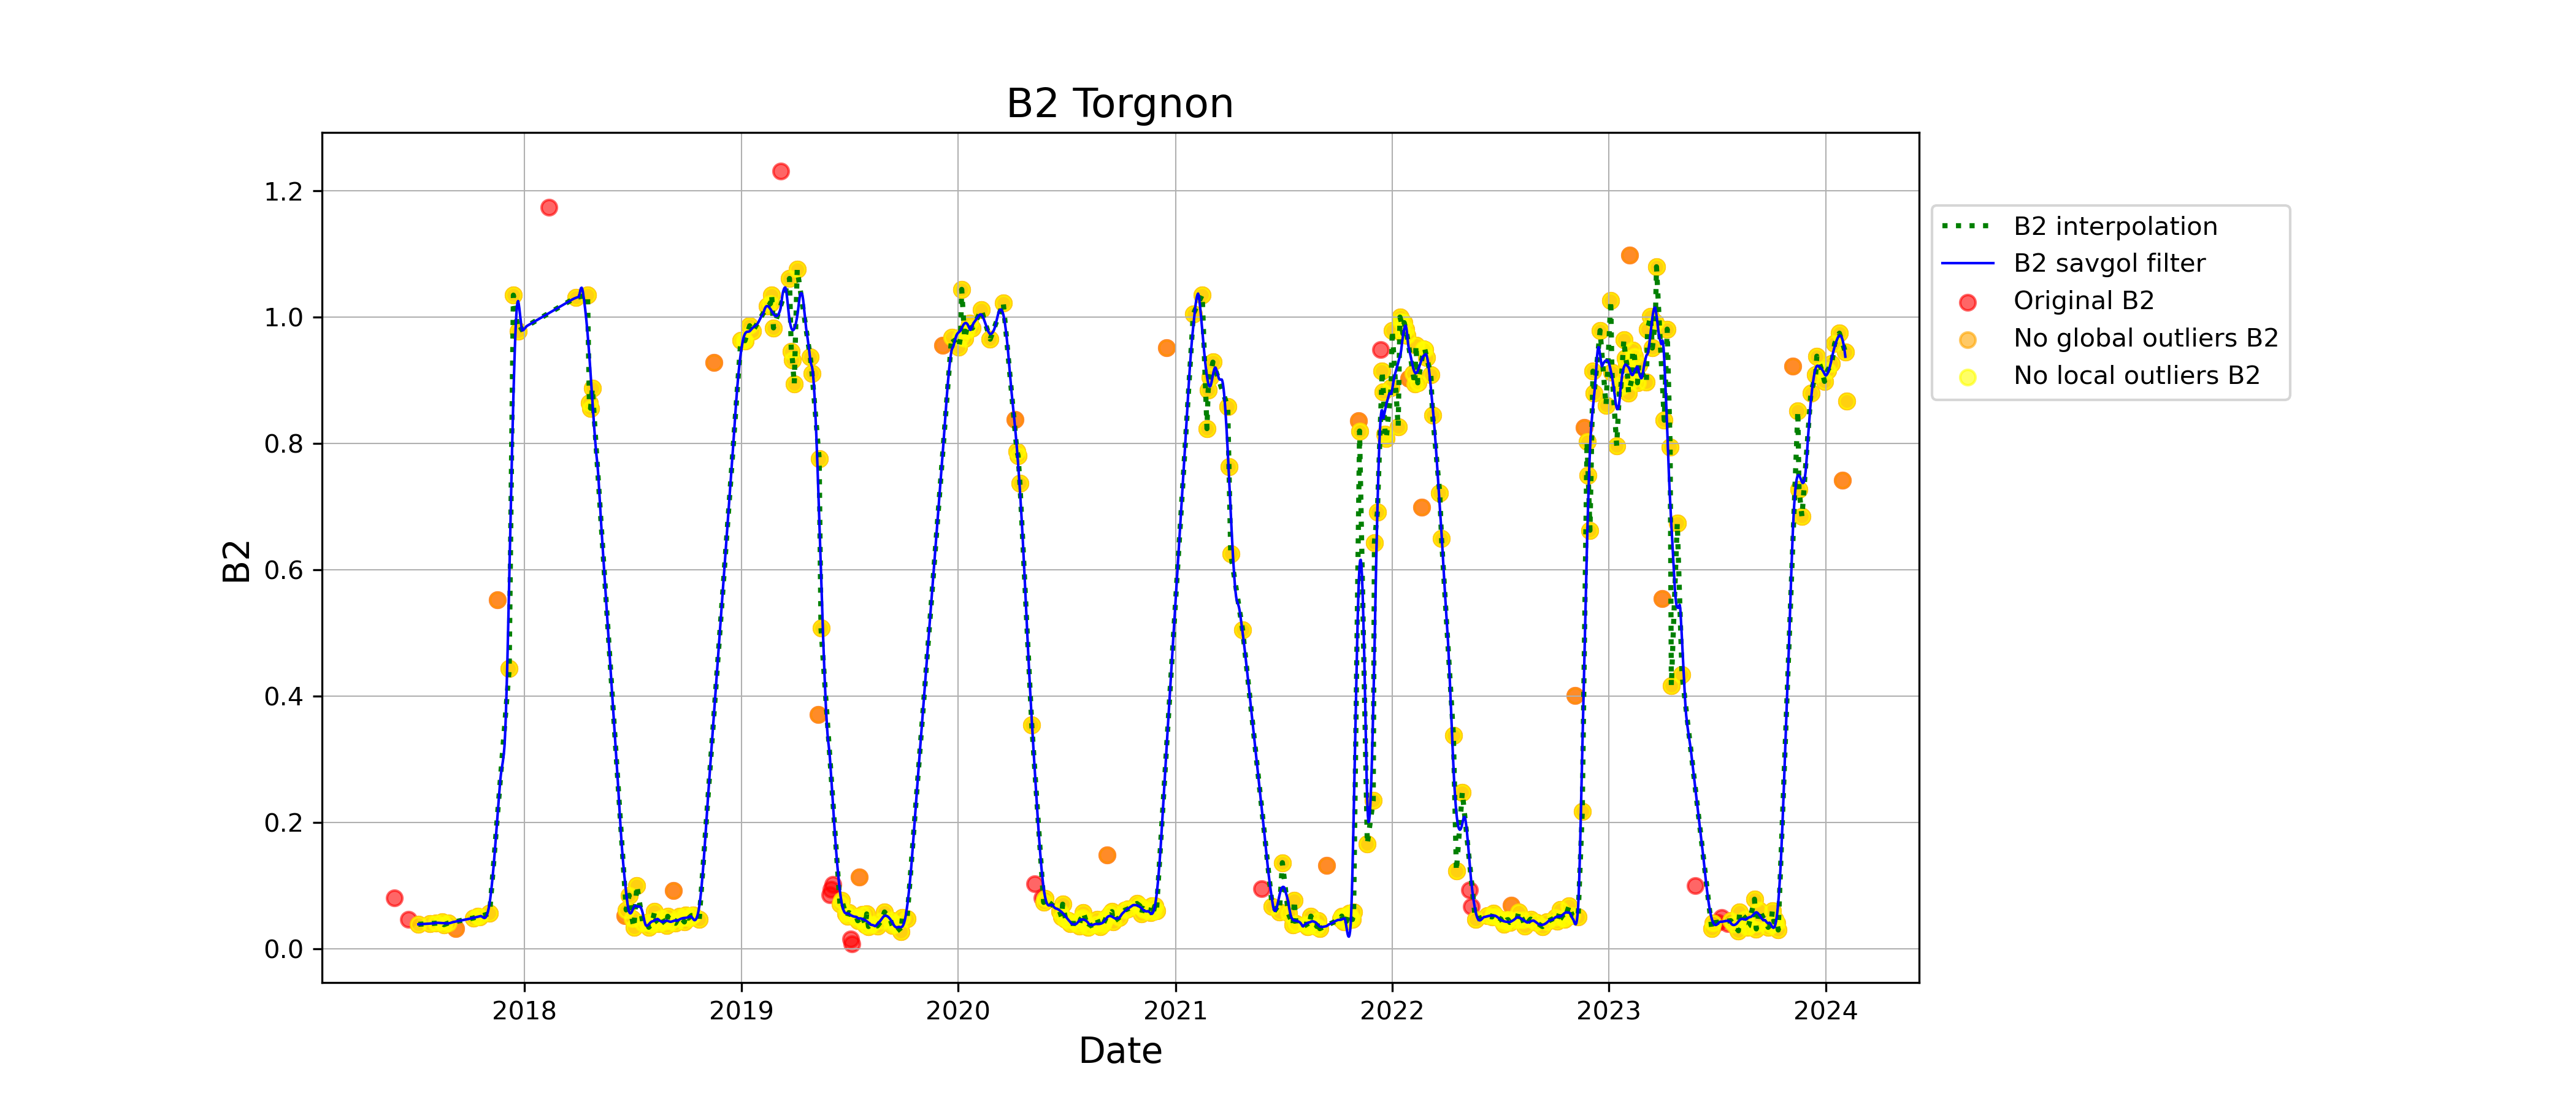 B2 Torgnon
B2
1.2
1.0
0.8
0.6
0.4
0.2
0.0
2018
2019
2020
2021
2022
2023
2024
Date
B2 interpolation
B2 savgol filter
Original B2
No global outliers B2
No local outliers B2